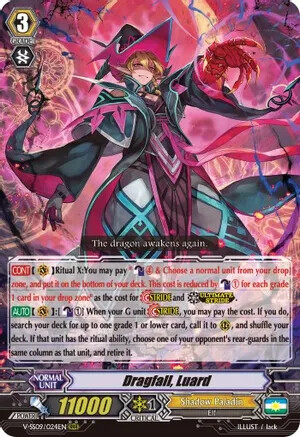 3
GRADE
The dragon awakens again.
CONT [ ]Ritual X:You may pay " 4 & Choose a normal unit from your drop
zone, and put it on the bottom of your deck. This cost is reduced by 1 for each grade
1 card in your drop zone" as the cost for STRIDE and ULTIMATE STRIDE.
AUTO [ ] When your G unit STRIDE, you may pay the cost. If you do,
search your deck for up to one grade 1 or lower card, call it to , and shuffle your
deck. If that unit has the ritual ability, choose one of your opponent's rear-guards in the
same column as that unit, and retire it.
NORMAL UNIT
Dragfall, Luard
POWER 11000
1
CRITICAL
Shadow Paladin
Elf
V-SS09/024EN RRR
ILLUST / lack